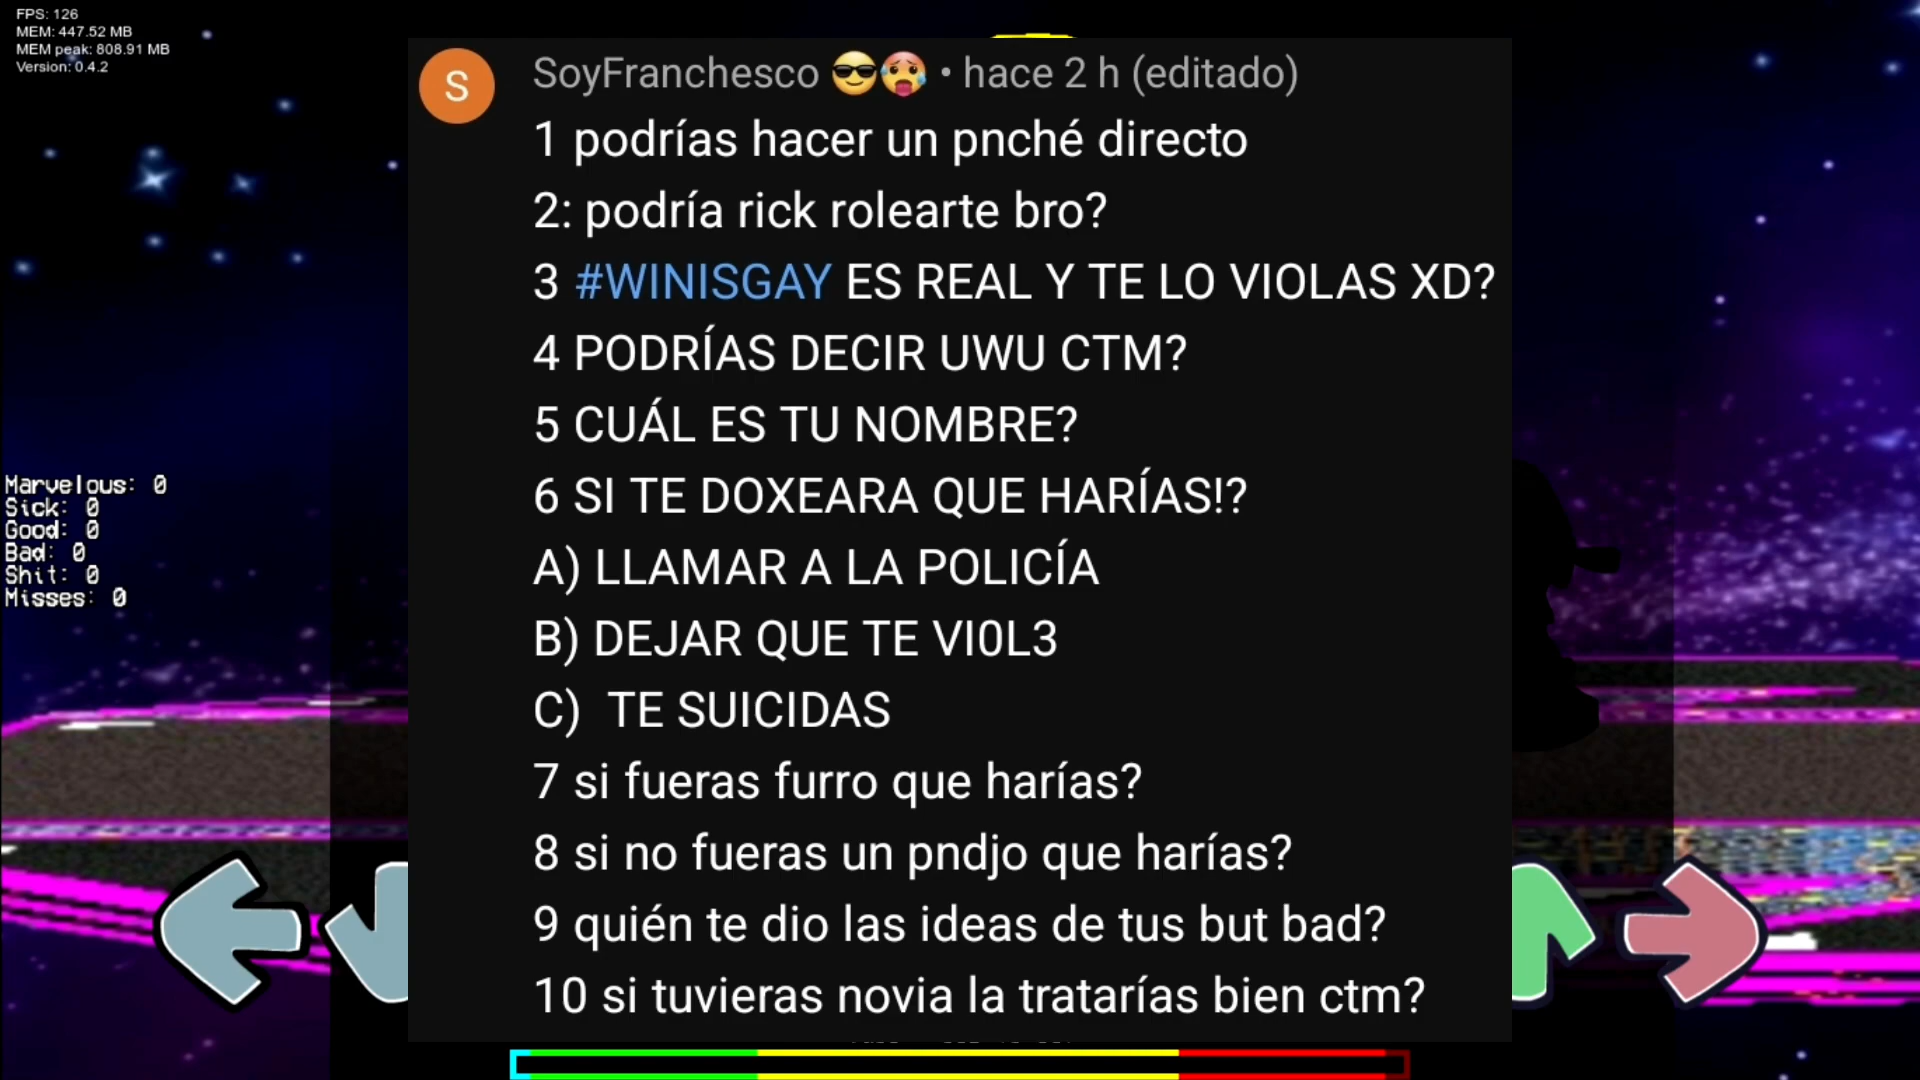 FPS: 126
MEM: 447.52 MB
MEM peak: 808.91 MB
Version: 0.4.2
S
SoyFranchesco 😎🥵 • hace 2 h (editado)
1 podrías hacer un pnché directo
2: podría rick rolearte bro?
3 #WINISGAY ES REAL Y TE LO VIOLAS XD?
4 PODRÍAS DECIR UWU CTM?
5 CUÁL ES TU NOMBRE?
6 SI TE DOXEARA QUE HARÍAS!?
A) LLAMAR A LA POLICÍA
B) DEJAR QUE TE VI0L3
C)  TE SUICIDAS
7 si fueras furro que harías?
8 si no fueras un pndjo que harías?
9 quién te dio las ideas de tus but bad?
10 si tuvieras novia la tratarías bien ctm?
Marvelous: 0
Sick: 0
Good: 0
Bad: 0
Shit: 0
Misses: 0